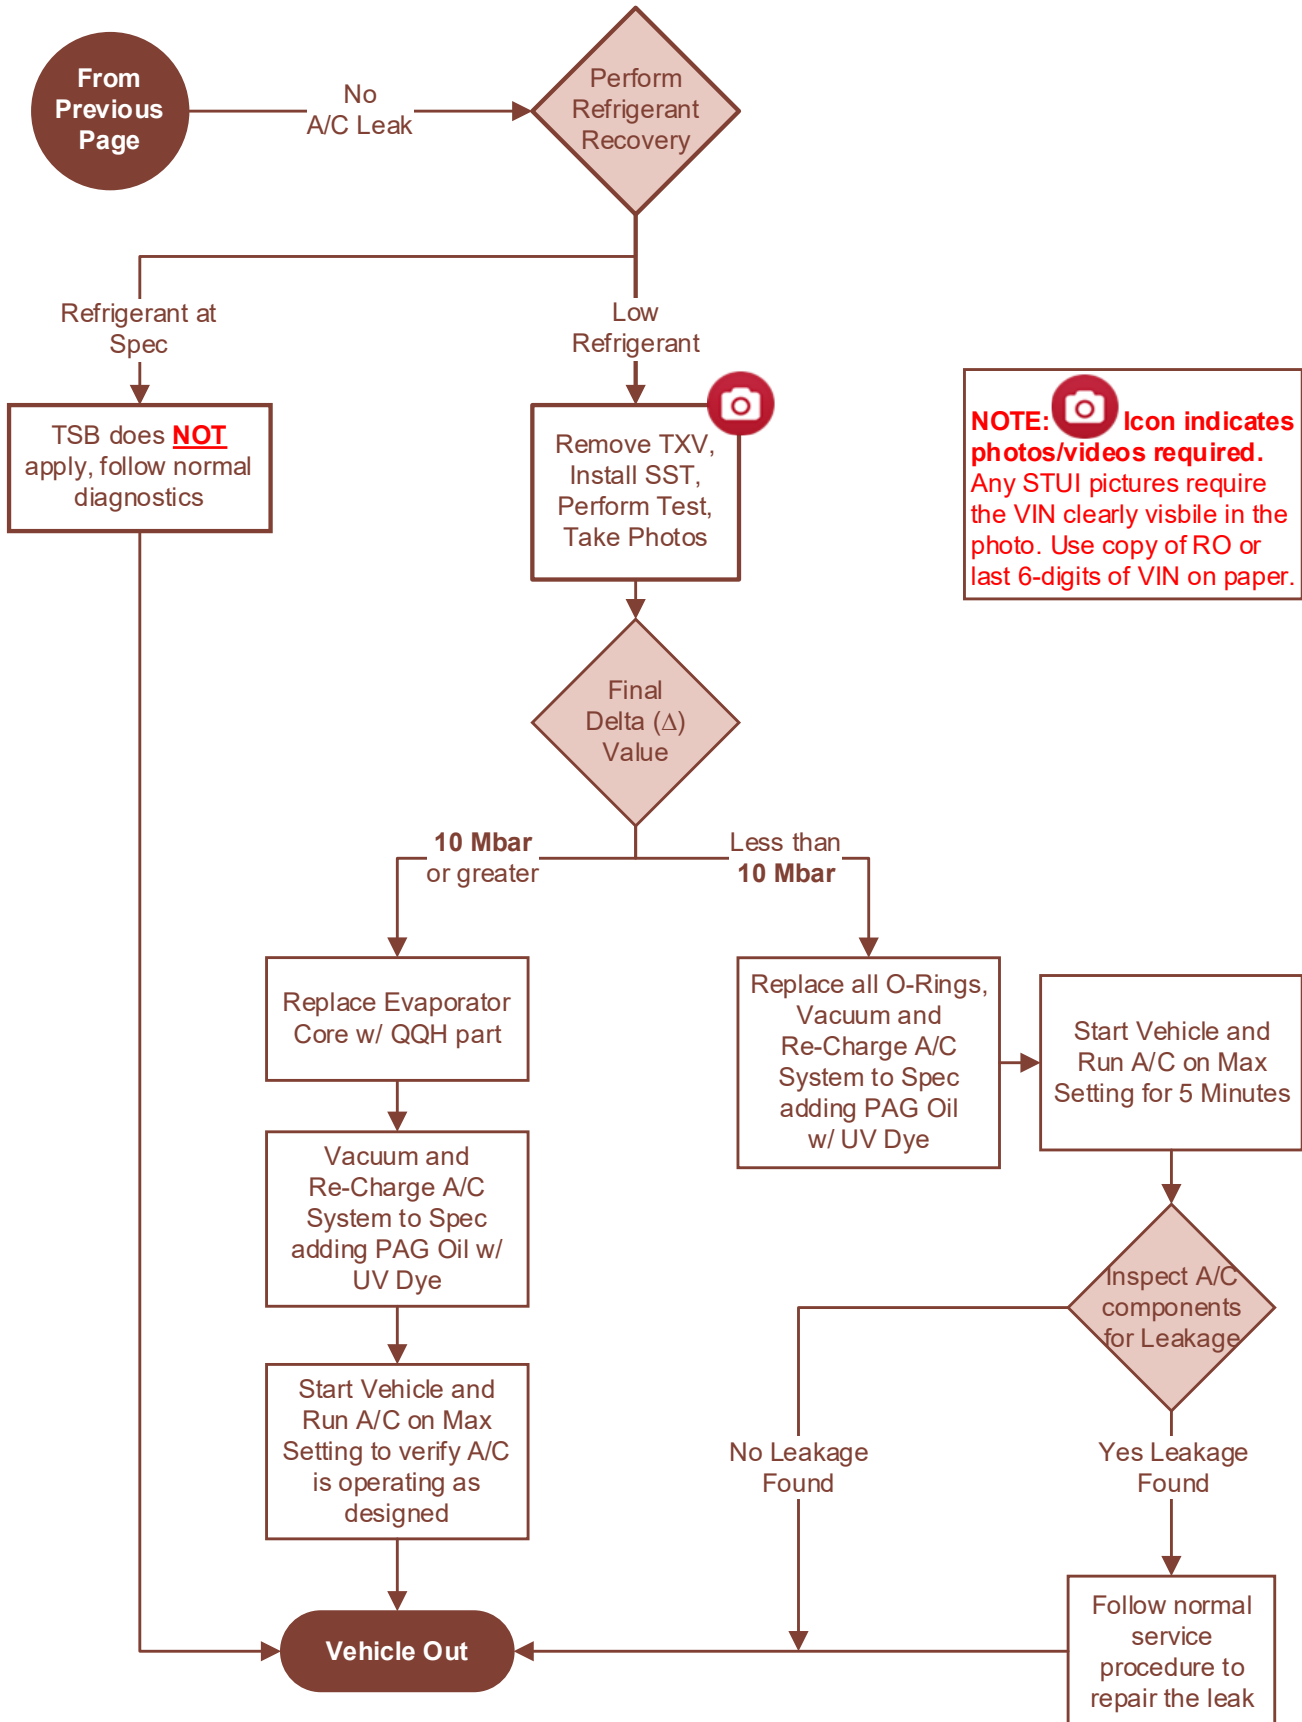 From
Previous
Page
No
A/C Leak
Perform
Refrigerant
Recovery
Refrigerant at
Spec
Low
Refrigerant
TSB does NOT
apply, follow normal
diagnostics
Remove TXV,
Install SST,
Perform Test,
Take Photos
NOTE: Icon indicates
photos/videos required.
Any STUI pictures require
the VIN clearly visbile in the
photo. Use copy of RO or
last 6-digits of VIN on paper.
Final
Delta (∆)
Value
10 Mbar
or greater
Less than
10 Mbar
Replace Evaporator
Core w/ QQH part
Replace all O-Rings,
Vacuum and
Re-Charge A/C
System to Spec
adding PAG Oil
w/ UV Dye
Start Vehicle and
Run A/C on Max
Setting for 5 Minutes
Vacuum and
Re-Charge A/C
System to Spec
adding PAG Oil w/
UV Dye
Inspect A/C
components
for Leakage
Start Vehicle and
Run A/C on Max
Setting to verify A/C
is operating as
designed
No Leakage
Found
Yes Leakage
Found
Vehicle Out
Follow normal
service
procedure to
repair the leak